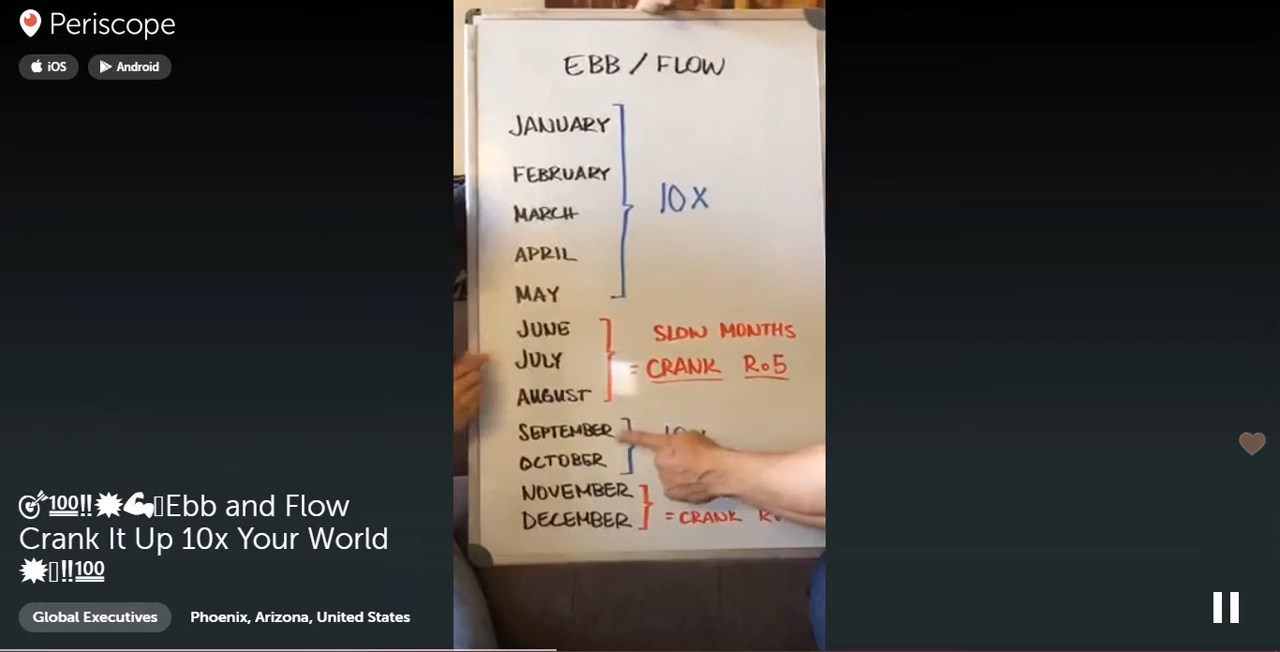 Periscope
iOS
Android
EBB / FLOW
JANUARY
FEBRUARY
MARCH
10X
APRIL
MAY
JUNE
SLOW MONTHS
JULY
= CRANK R.o5
AUGUST
SEPTEMBER
OCTOBER
NOVEMBER
DECEMBER
= CRANK
💯‼Ebb and Flow
Crank It Up 10x Your World
‼💯
Global Executives
Phoenix, Arizona, United States